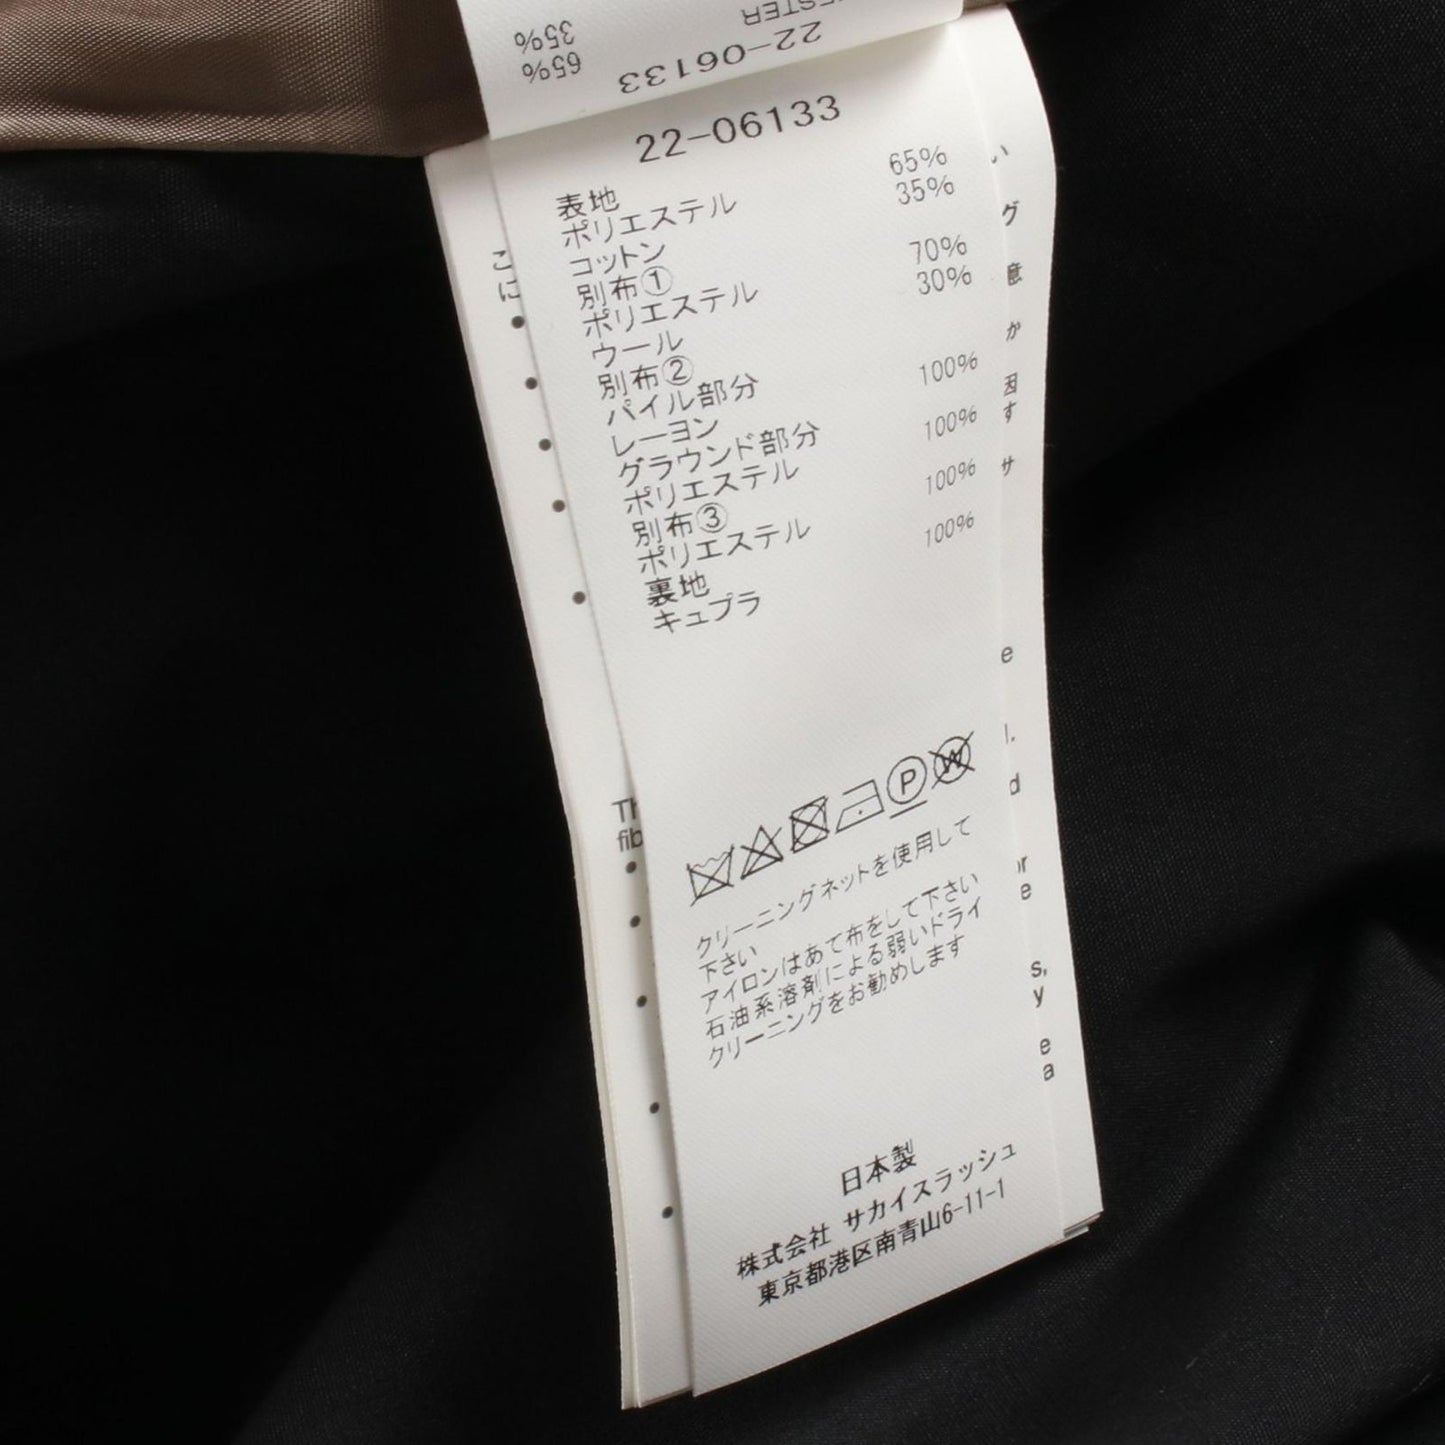 65%
35%
22-06133
22-06133
表地
ポリエステル 65%
コットン 35%
別布①
ポリエステル 70%
ウール 30%
別布②
パイル部分
レーヨン 100%
グラウンド部分
ポリエステル 100%
別布③
ポリエステル 100%
裏地
キュプラ 100%
P W
クリーニングネットを使用して
下さい
アイロンはあて布をして下さい
石油系溶剤による弱いドライ
クリーニングをお勧めします
日本製
株式会社 サカイスラッシュ
東京都港区南青山6-11-1